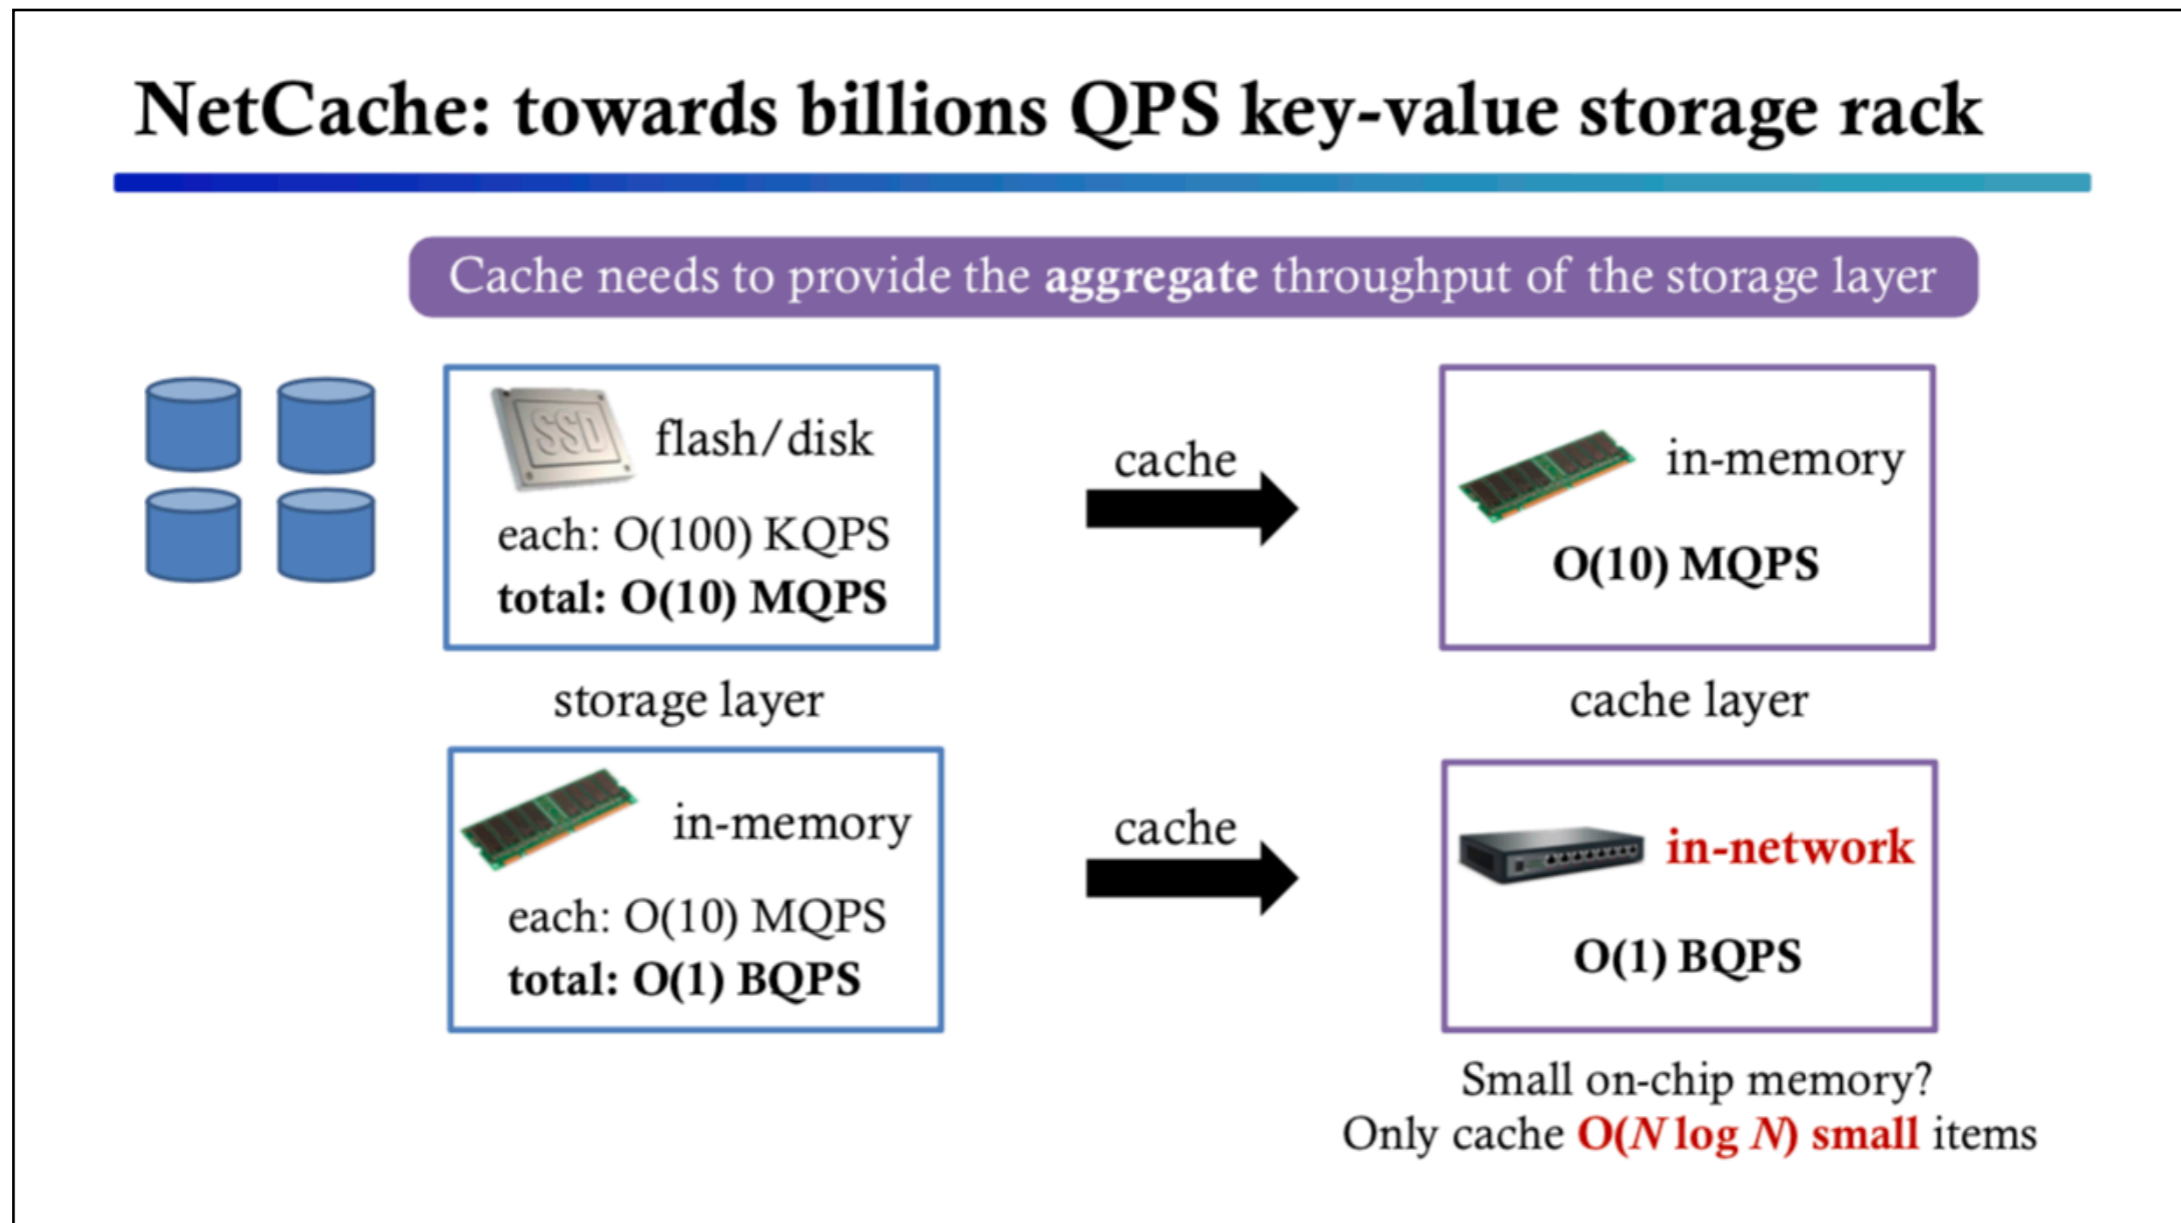 NetCache: towards billions QPS key-value storage rack
Cache needs to provide the aggregate throughput of the storage layer
SSD
flash/disk
each: O(100) KQPS
total: O(10) MQPS
cache
in-memory
O(10) MQPS
storage layer
cache layer
in-memory
each: O(10) MQPS
total: O(1) BQPS
cache
in-network
O(1) BQPS
Small on-chip memory?
Only cache O(N log N) small items